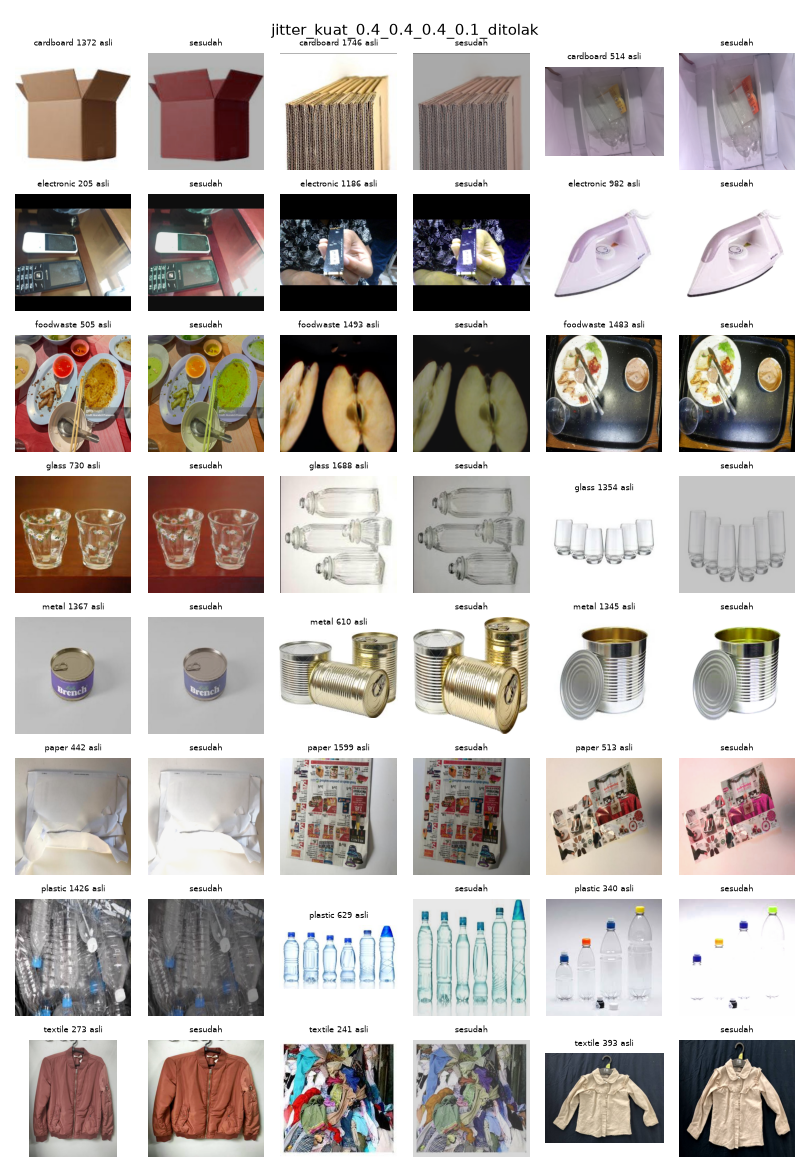 jitter_kuat_0.4_0.4_0.4_0.1_ditolak
cardboard 1372 asli
sesudah
cardboard 1746 asli
sesudah
cardboard 514 asli
sesudah
electronic 205 asli
sesudah
electronic 1186 asli
sesudah
electronic 982 asli
sesudah
foodwaste 505 asli
sesudah
foodwaste 1493 asli
sesudah
foodwaste 1483 asli
sesudah
glass 730 asli
sesudah
glass 1688 asli
sesudah
glass 1354 asli
sesudah
metal 1367 asli
sesudah
metal 610 asli
sesudah
metal 1345 asli
sesudah
Brench
Brench
paper 442 asli
sesudah
paper 1599 asli
sesudah
paper 513 asli
sesudah
plastic 1426 asli
sesudah
plastic 629 asli
sesudah
plastic 340 asli
sesudah
textile 273 asli
sesudah
textile 241 asli
sesudah
textile 393 asli
sesudah